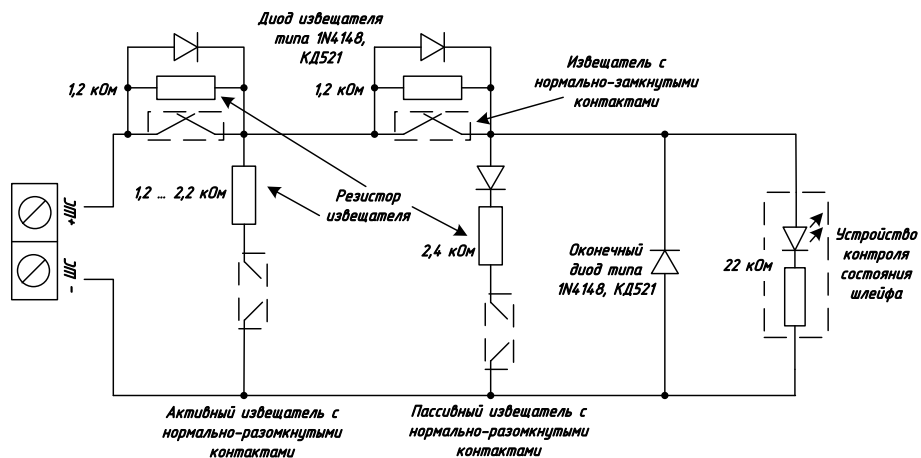 Диод извещателя
типа 1N4148,
КД521
Извещатель с
нормально-замкнутыми
контактами
1,2 кОм
1,2 кОм
1,2 ... 2,2 кОм
Резистор
извещателя
+ШС
- ШС
2,4 кОм
Оконечный
диод типа
1N4148, КД521
22 кОм
Устройство
контроля
состояния
шлейфа
Активный извещатель с
нормально-разомкнутыми
контактами
Пассивный извещатель с
нормально-разомкнутыми
контактами